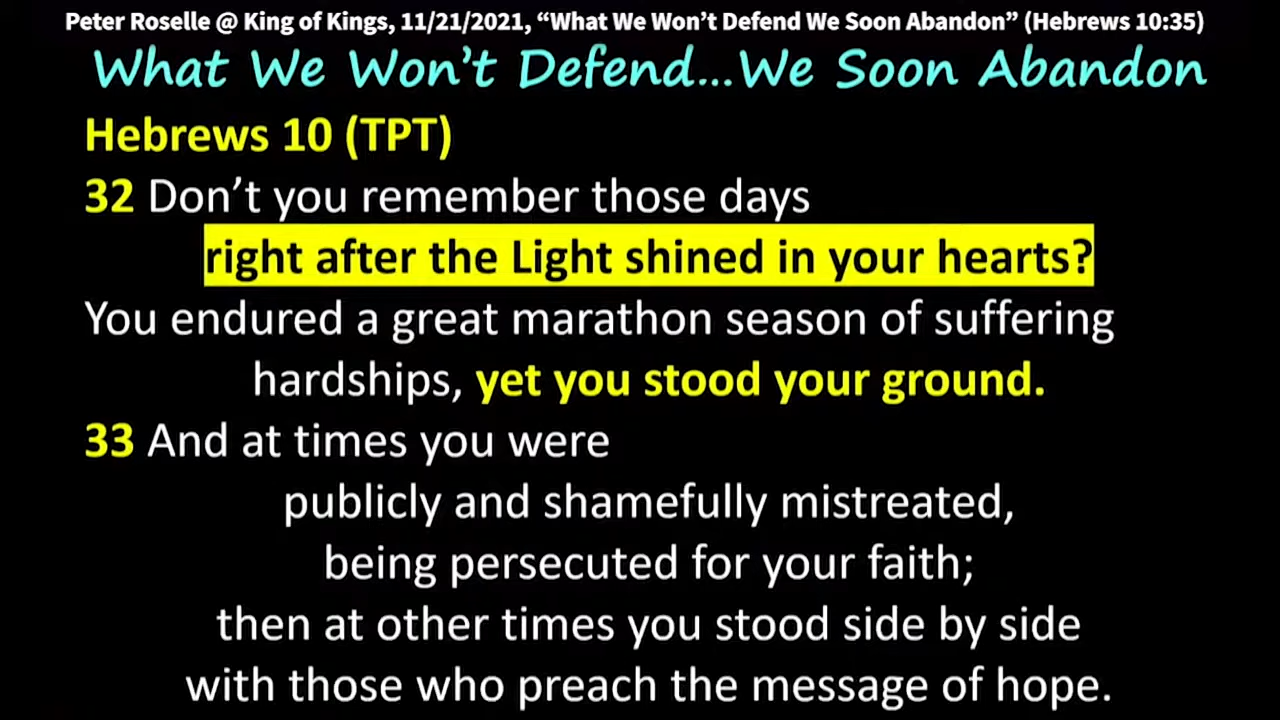 Peter Roselle @ King of Kings, 11/21/2021, “What We Won’t Defend We Soon Abandon” (Hebrews 10:35)
What We Won’t Defend...We Soon Abandon
Hebrews 10 (TPT)
32 Don’t you remember those days
right after the Light shined in your hearts?
You endured a great marathon season of suffering
hardships, yet you stood your ground.
33 And at times you were
publicly and shamefully mistreated,
being persecuted for your faith;
then at other times you stood side by side
with those who preach the message of hope.